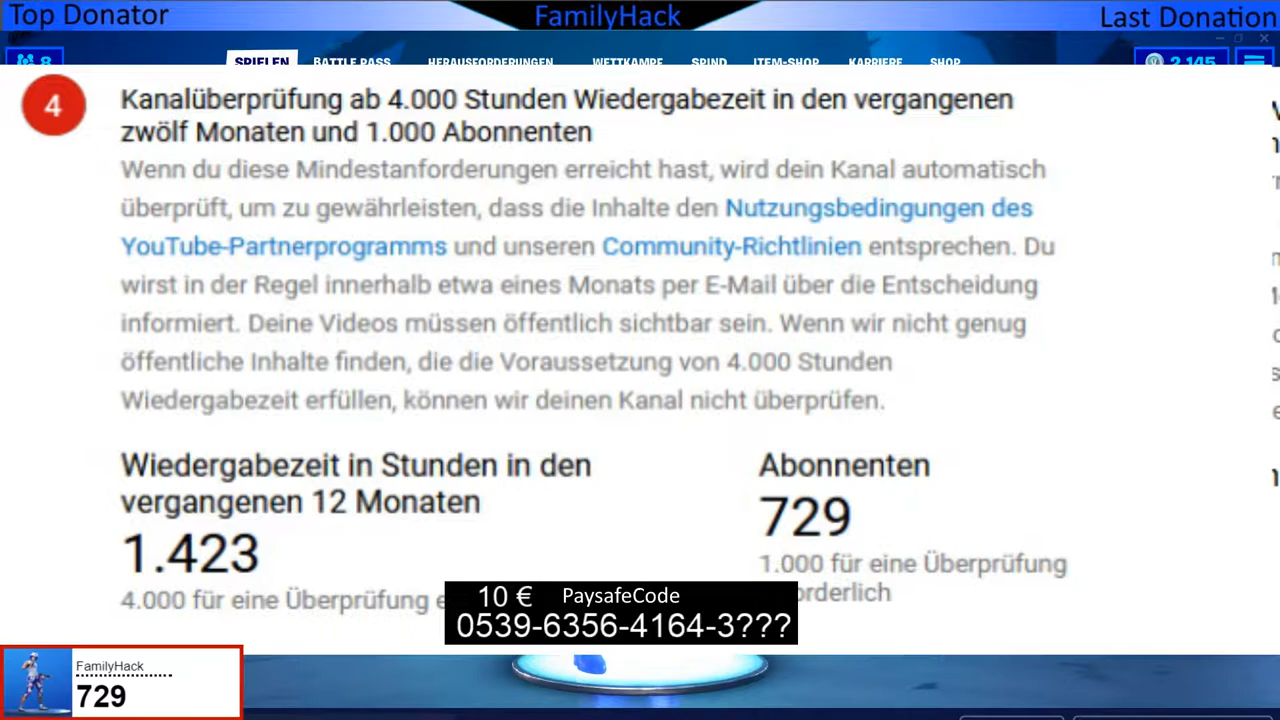 Top Donator
FamilyHack
Last Donation
8
SPIELEN BATTLE PASS HERAUSFORDERUNGEN WETTKÄMPFE SPIND ITEM-SHOP KARRIERE SHOP
2.145
4
Kanalüberprüfung ab 4.000 Stunden Wiedergabezeit in den vergangenen
zwölf Monaten und 1.000 Abonnenten
Wenn du diese Mindestanforderungen erreicht hast, wird dein Kanal automatisch
überprüft, um zu gewährleisten, dass die Inhalte den Nutzungsbedingungen des
YouTube-Partnerprogramms und unseren Community-Richtlinien entsprechen. Du
wirst in der Regel innerhalb etwa eines Monats per E-Mail über die Entscheidung
informiert. Deine Videos müssen öffentlich sichtbar sein. Wenn wir nicht genug
öffentliche Inhalte finden, die die Voraussetzung von 4.000 Stunden
Wiedergabezeit erfüllen, können wir deinen Kanal nicht überprüfen.
Wiedergabezeit in Stunden in den
vergangenen 12 Monaten
1.423
4.000 für eine Überprüfung e
Abonnenten
729
1.000 für eine Überprüfung
orderlich
10 € PaysafeCode
0539-6356-4164-3???
FamilyHack
729